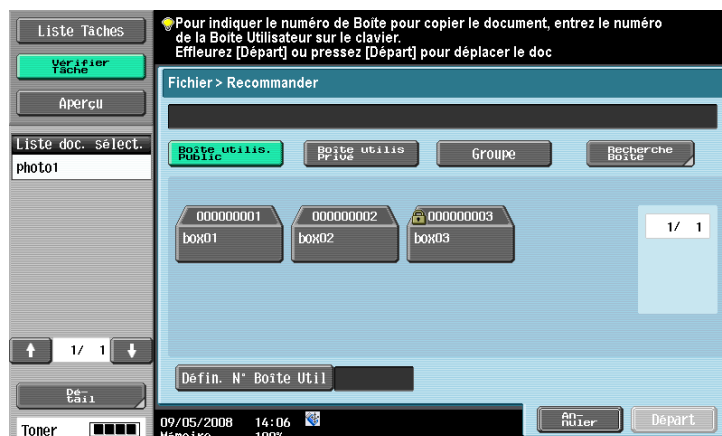 Liste Tâches
Vérifier
Tâche
Aperçu
Liste doc. sélect.
photo1
1/ 1
Dé-
tail
Toner
Pour indiquer le numéro de Boîte pour copier le document, entrez le numéro
de la Boîte Utilisateur sur le clavier.
Effleurez [Départ] ou pressez [Départ] pour déplacer le doc
Fichier > Recommander
Boîte utilis.
Public
Boîte utilis
Privé
Groupe
Recherche
Boîte
000000001
box01
000000002
box02
000000003
box03
1/ 1
Défin. N° Boîte Util
An-
nuler
Départ
09/05/2008 14:06
Mémoire 100%